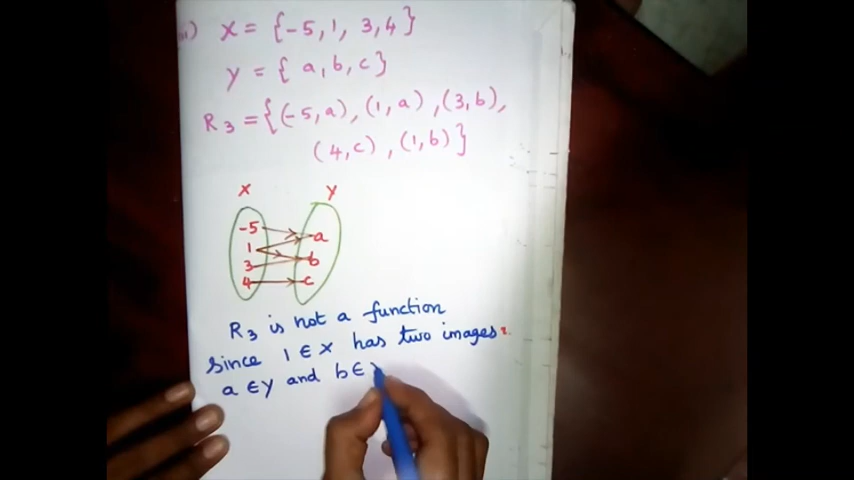 iii) X = {-5, 1, 3, 4}
Y = { a, b, c}
R3 = {(-5, a), (1, a), (3, b),
(4, c), (1, b)}
X Y
-5 a
1
3 b
4 c
R3 is not a function
since 1 ∈ X has two images
a ∈ Y and b ∈